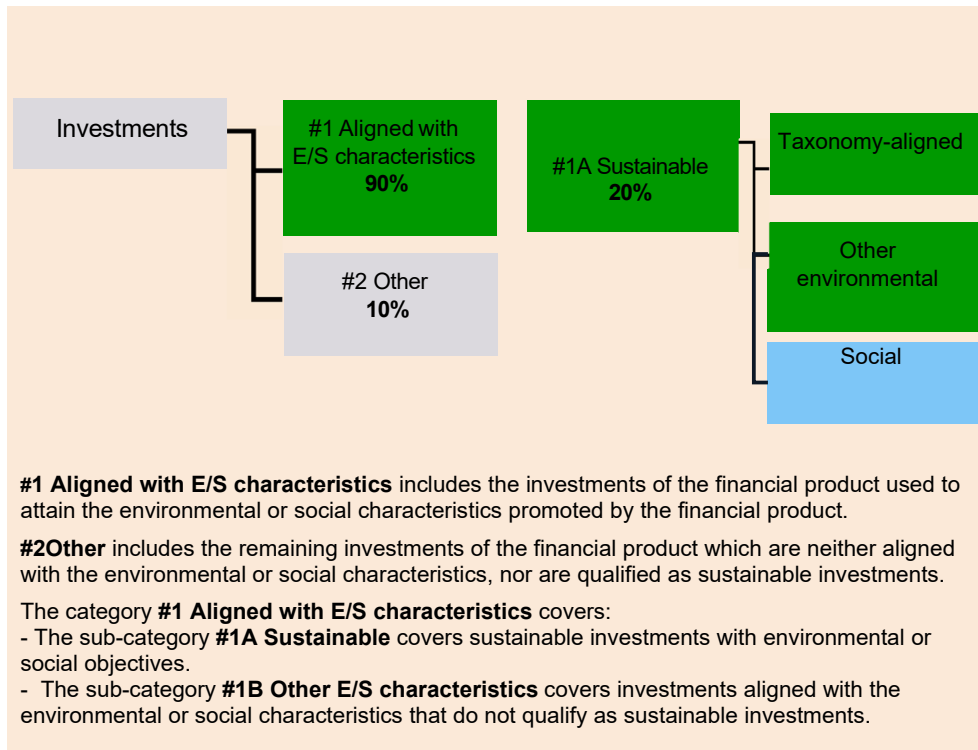 Investments
#1 Aligned with
E/S characteristics
90%
#2 Other
10%
#1A Sustainable
20%
Taxonomy-aligned
Other
environmental
Social
#1 Aligned with E/S characteristics includes the investments of the financial product used to
attain the environmental or social characteristics promoted by the financial product.
#2Other includes the remaining investments of the financial product which are neither aligned
with the environmental or social characteristics, nor are qualified as sustainable investments.
The category #1 Aligned with E/S characteristics covers:
- The sub-category #1A Sustainable covers sustainable investments with environmental or
social objectives.
- The sub-category #1B Other E/S characteristics covers investments aligned with the
environmental or social characteristics that do not qualify as sustainable investments.